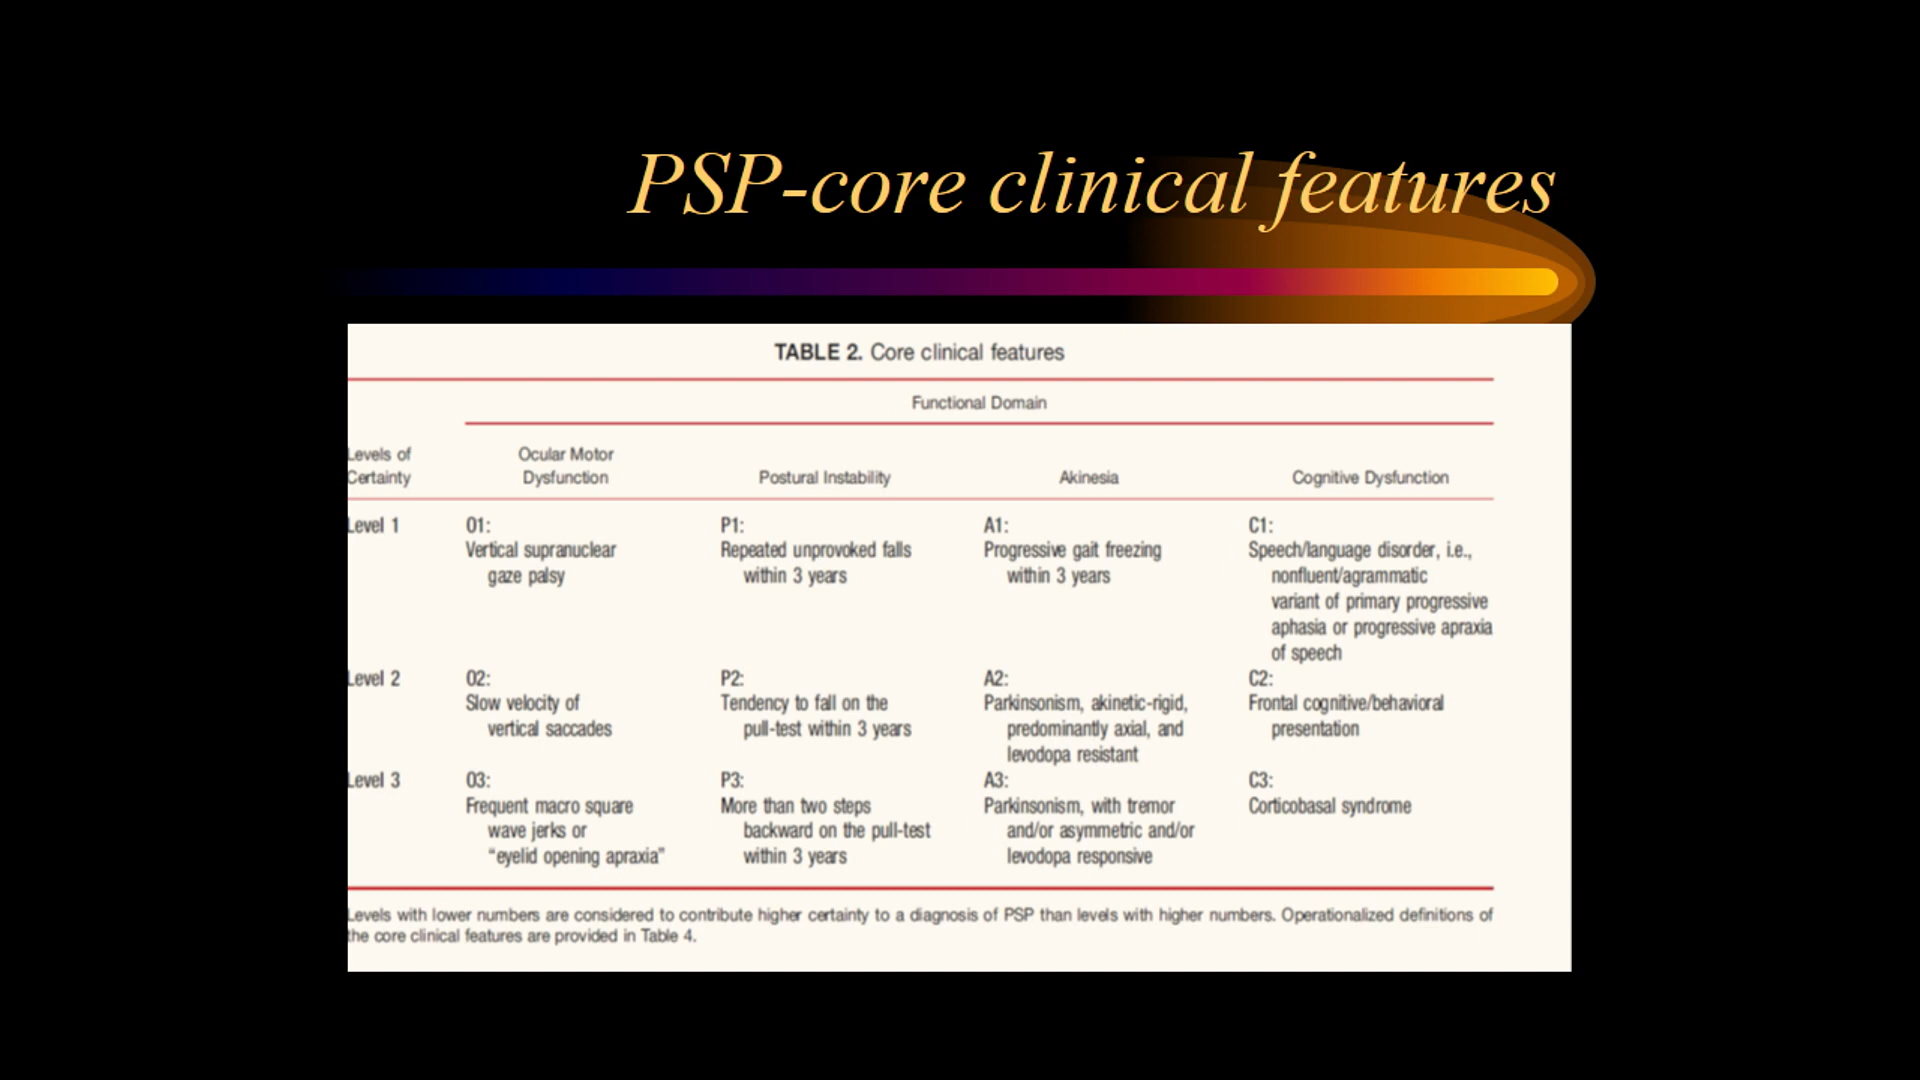 PSP-core clinical features
TABLE 2. Core clinical features
Functional Domain
Levels of
Certainty
Ocular Motor
Dysfunction
Postural Instability
Akinesia
Cognitive Dysfunction
Level 1
O1:
Vertical supranuclear
gaze palsy
P1:
Repeated unprovoked falls
within 3 years
A1:
Progressive gait freezing
within 3 years
C1:
Speech/language disorder, i.e.,
nonfluent/agrammatic
variant of primary progressive
aphasia or progressive apraxia
of speech
Level 2
O2:
Slow velocity of
vertical saccades
P2:
Tendency to fall on the
pull-test within 3 years
A2:
Parkinsonism, akinetic-rigid,
predominantly axial, and
levodopa resistant
C2:
Frontal cognitive/behavioral
presentation
Level 3
O3:
Frequent macro square
wave jerks or
“eyelid opening apraxia”
P3:
More than two steps
backward on the pull-test
within 3 years
A3:
Parkinsonism, with tremor
and/or asymmetric and/or
levodopa responsive
C3:
Corticobasal syndrome
Levels with lower numbers are considered to contribute higher certainty to a diagnosis of PSP than levels with higher numbers. Operationalized definitions of
the core clinical features are provided in Table 4.